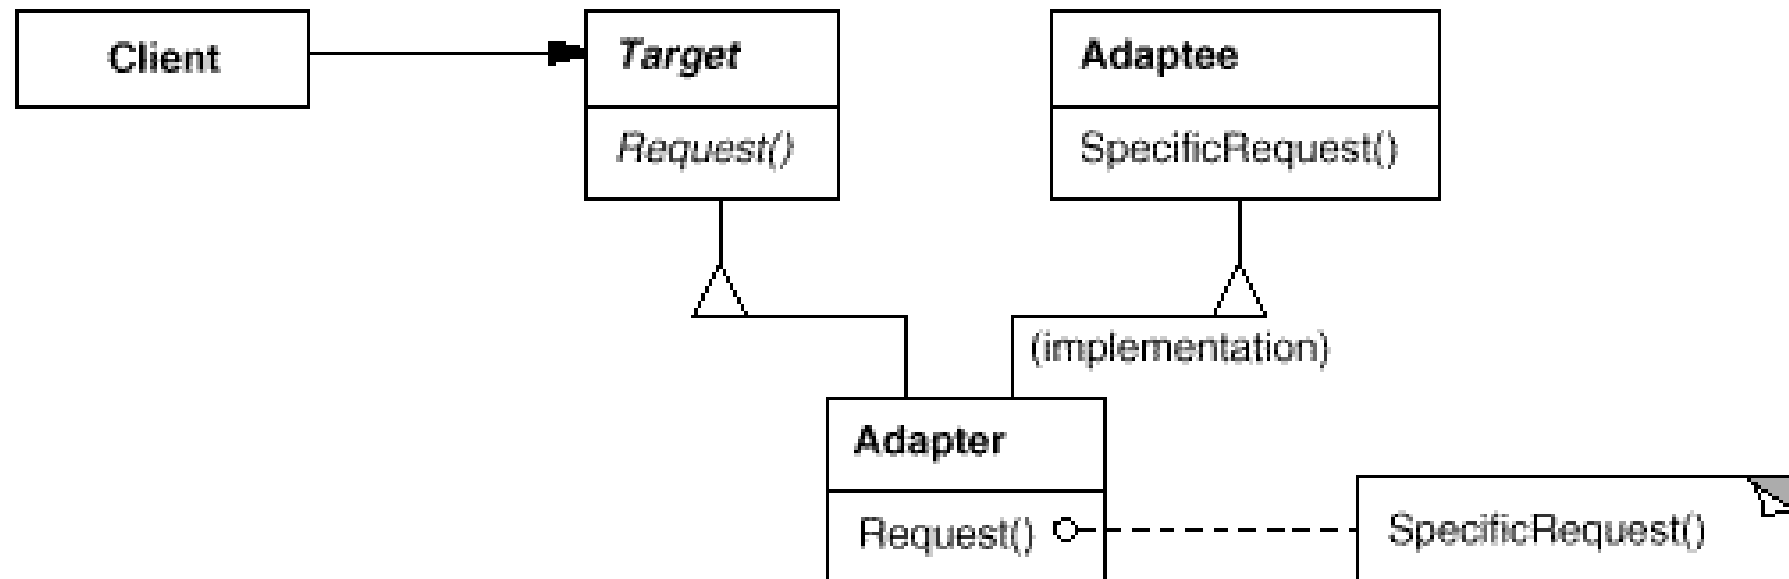 Client
Target
Request()
Adaptee
SpecificRequest()
(implementation)
Adapter
Request()
SpecificRequest()